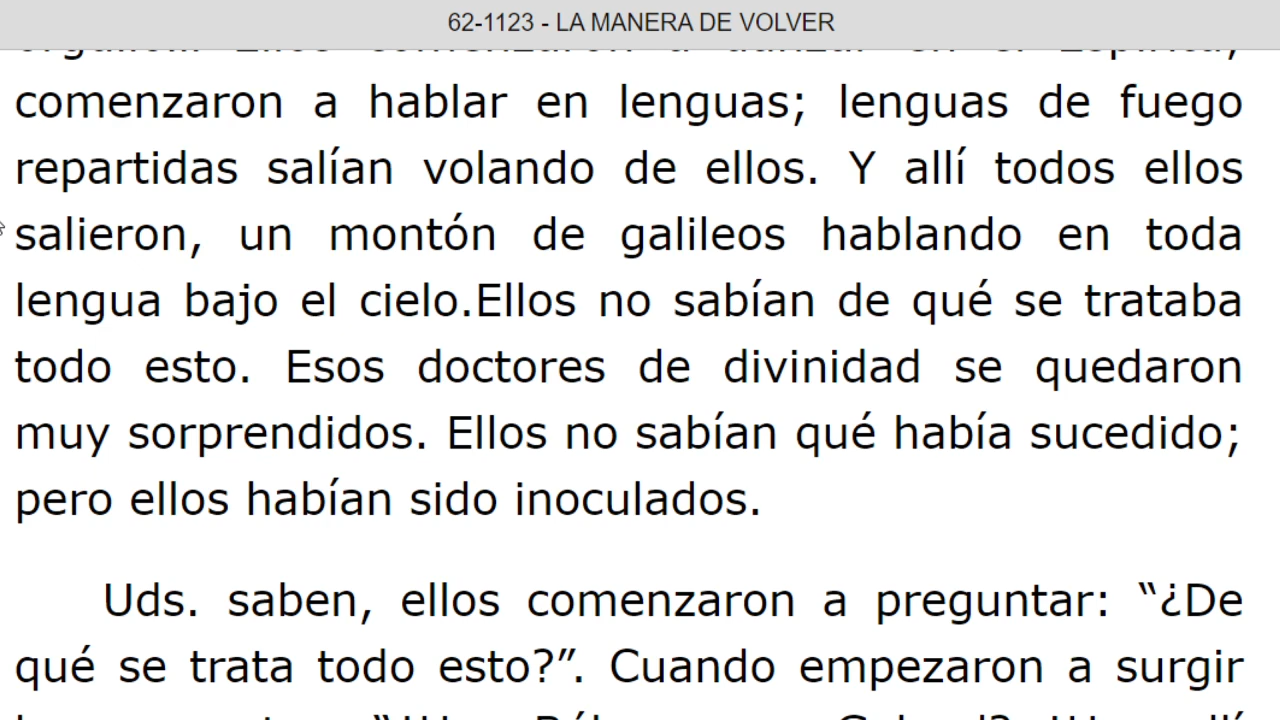 62-1123 - LA MANERA DE VOLVER
comenzaron a hablar en lenguas; lenguas de fuego
repartidas salían volando de ellos. Y allí todos ellos
salieron, un montón de galileos hablando en toda
lengua bajo el cielo.Ellos no sabían de qué se trataba
todo esto. Esos doctores de divinidad se quedaron
muy sorprendidos. Ellos no sabían qué había sucedido;
pero ellos habían sido inoculados.
Uds. saben, ellos comenzaron a preguntar: “¿De
qué se trata todo esto?”. Cuando empezaron a surgir